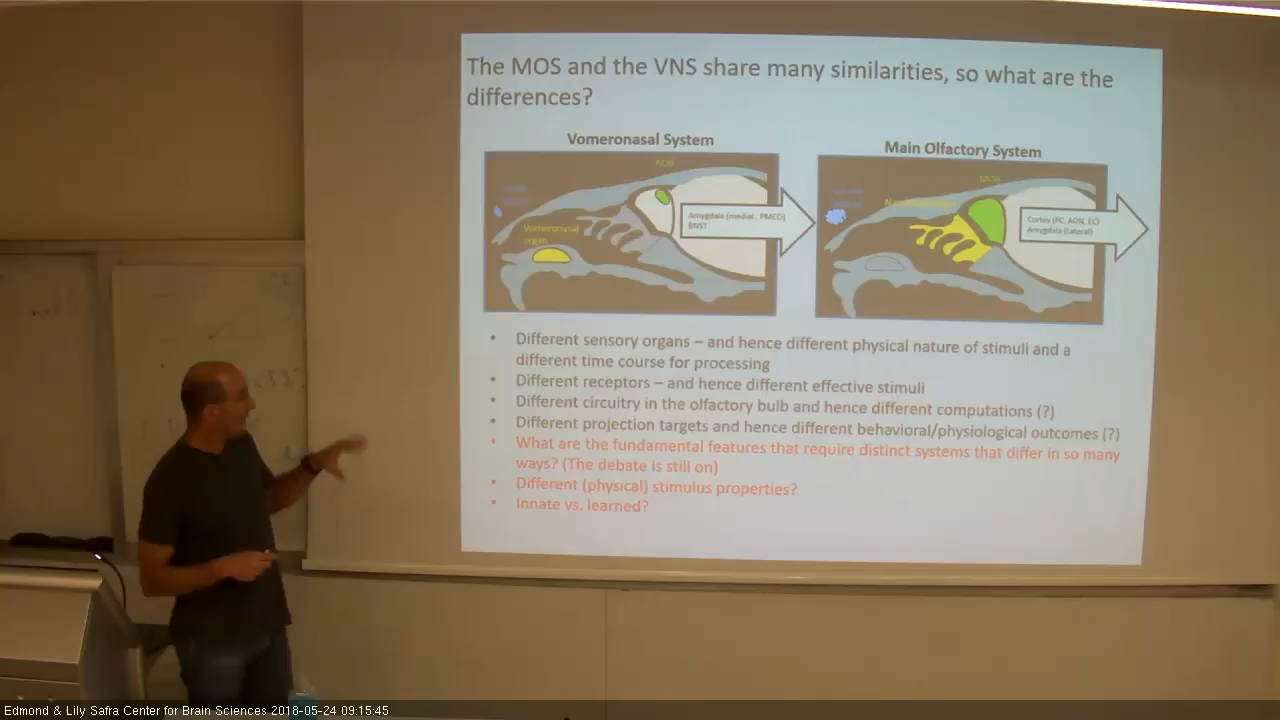 The MOS and the VNS share many similarities, so what are the
differences?
Vomeronasal System
AOB
Vomeronasal
organ
Amygdala (medial, PMCO)
BNST
Main Olfactory System
MOB
Cortex (PC, AON, EC)
Amygdala (lateral)
• Different sensory organs – and hence different physical nature of stimuli and a
different time course for processing
• Different receptors – and hence different effective stimuli
• Different circuitry in the olfactory bulb and hence different computations (?)
• Different projection targets and hence different behavioral/physiological outcomes (?)
• What are the fundamental features that require distinct systems that differ in so many
ways? (The debate is still on)
• Different (physical) stimulus properties?
• Innate vs. learned?
Edmond & Lily Safra Center for Brain Sciences 2018-05-24 09:15:45